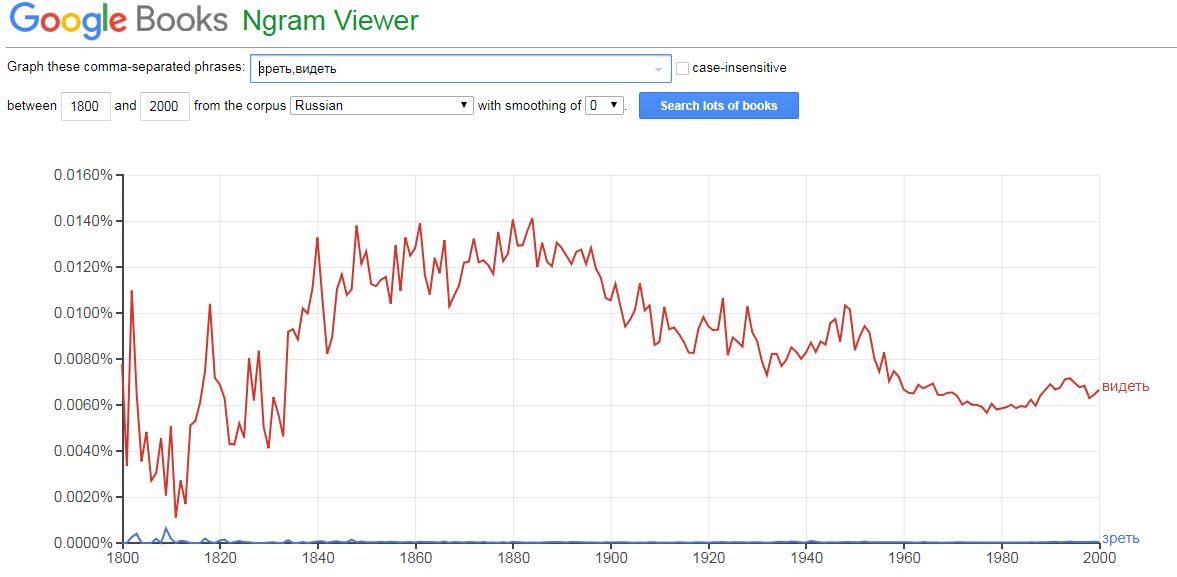 Google Books Ngram Viewer
Graph these comma-separated phrases: зреть,видеть case-insensitive
between 1800 and 2000 from the corpus Russian with smoothing of 0 . Search lots of books
0.0160%
0.0140%
0.0120%
0.0100%
0.0080%
0.0060%
видеть
0.0040%
0.0020%
0.0000%
зреть
1800 1820 1840 1860 1880 1900 1920 1940 1960 1980 2000